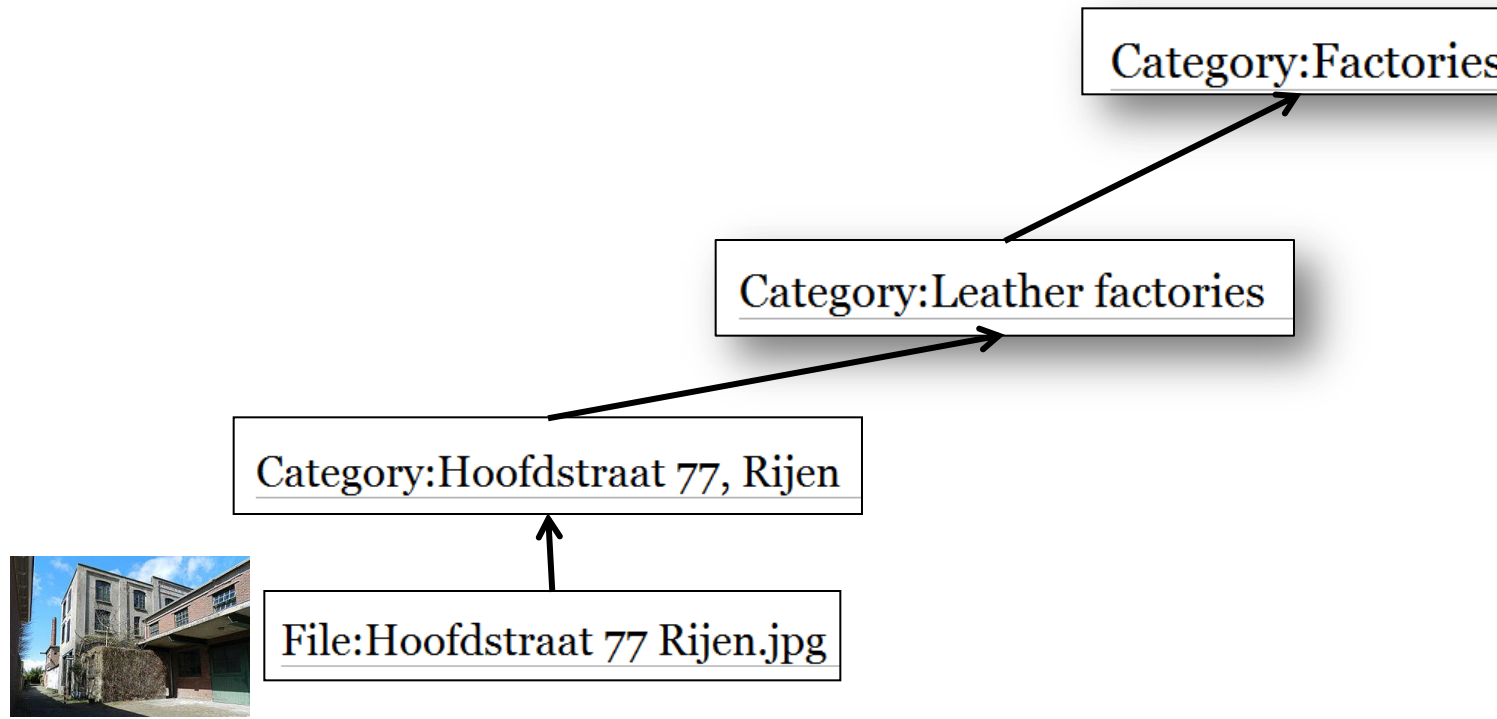 Category:Factories
Category:Leather factories
Category:Hoofdstraat 77, Rijen
File:Hoofdstraat 77 Rijen.jpg